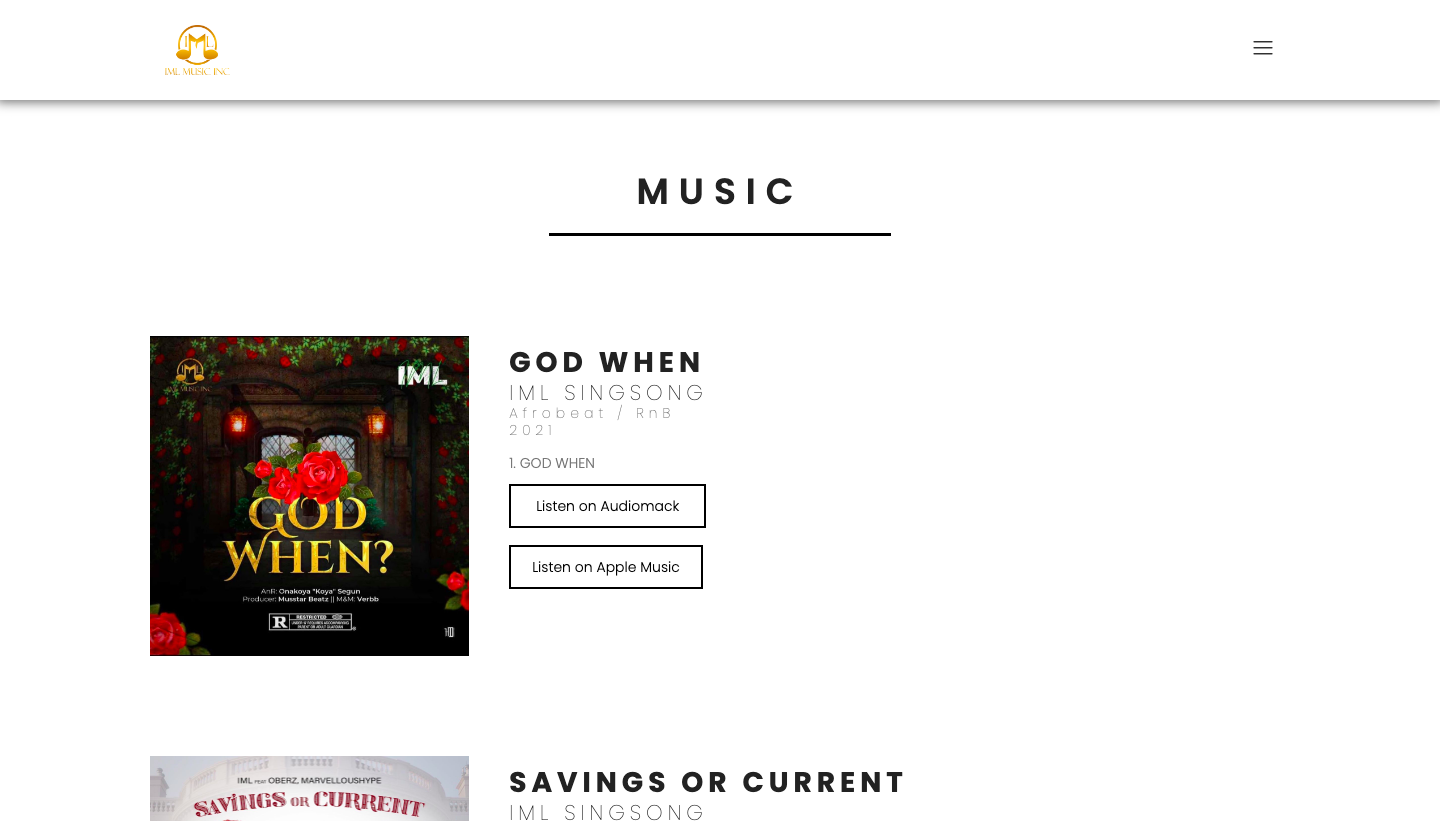 IML
IML MUSIC INC
MUSIC
IML
IML MUSIC INC
IML
GOD
WHEN?
AnR: Onakoya "Koya" Segun
Producer: Musstar Beatz || M&M: Verbb
R RESTRICTED
GOD WHEN
IML SINGSONG
Afrobeat / RnB
2021
1. GOD WHEN
Listen on Audiomack
Listen on Apple Music
IML FEAT OBERZ, MARVELLOUSHYPE
SAVINGS OR CURRENT
SAVINGS OR CURRENT
IML SINGSONG